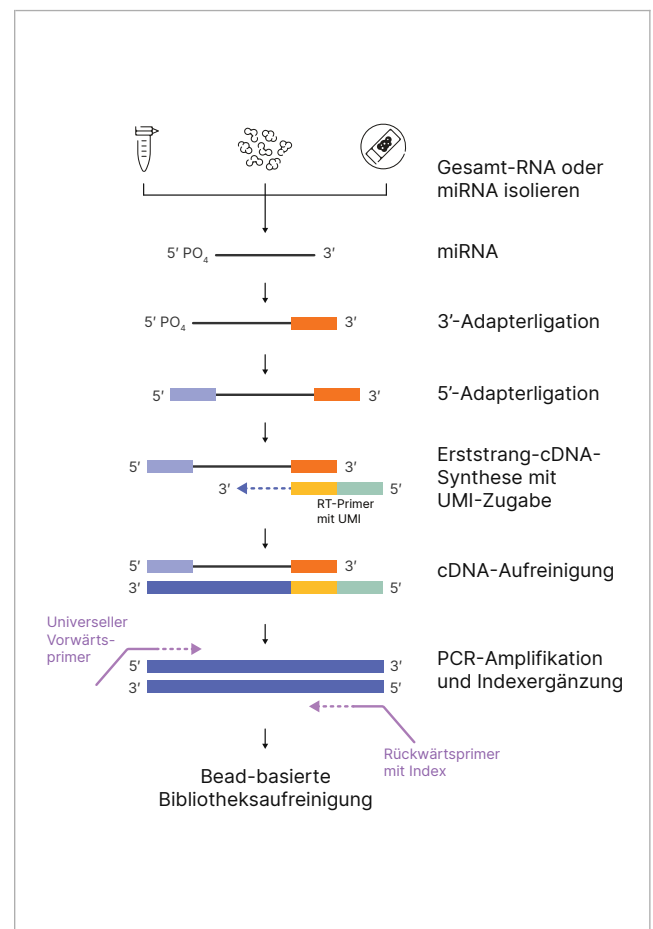 Gesamt-RNA oder
miRNA isolieren
5′ PO4 3′
miRNA
5′ PO4 3′
3’-Adapterligation
5′ 3′
5’-Adapterligation
5′ 3′
3′ 5′
RT-Primer
mit UMI
Erststrang-cDNA-
Synthese mit
UMI-Zugabe
5′ 3′
3′ 5′
cDNA-Aufreinigung
Universeller
Vorwärts-
primer
5′ 3′
3′ 5′
PCR-Amplifikation
und Indexergänzung
Rückwärtsprimer
mit Index
Bead-basierte
Bibliotheksaufreinigung